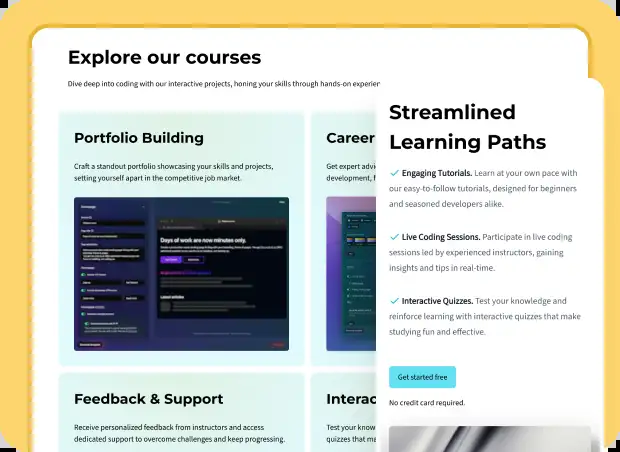 Explore our courses
Dive deep into coding with our interactive projects, honing your skills through hands-on
Portfolio Building
Craft a standout portfolio showcasing your skills and projects,
setting yourself apart in the competitive job market.
Days of work are now minutes only.
Latest articles
Career
Get expert
development,
Feedback & Support
Receive personalized feedback from instructors and access
dedicated support to overcome challenges and keep progressing.
Test your
quizzes that
Streamlined
Learning Paths
Engaging Tutorials. Learn at your own pace with
our easy-to-follow tutorials, designed for beginners
and seasoned developers alike.
Live Coding Sessions. Participate in live coding
sessions led by experienced instructors, gaining
insights and tips in real-time.
Interactive Quizzes. Test your knowledge and
reinforce learning with interactive quizzes that make
studying fun and effective.
Get started free
No credit card required.